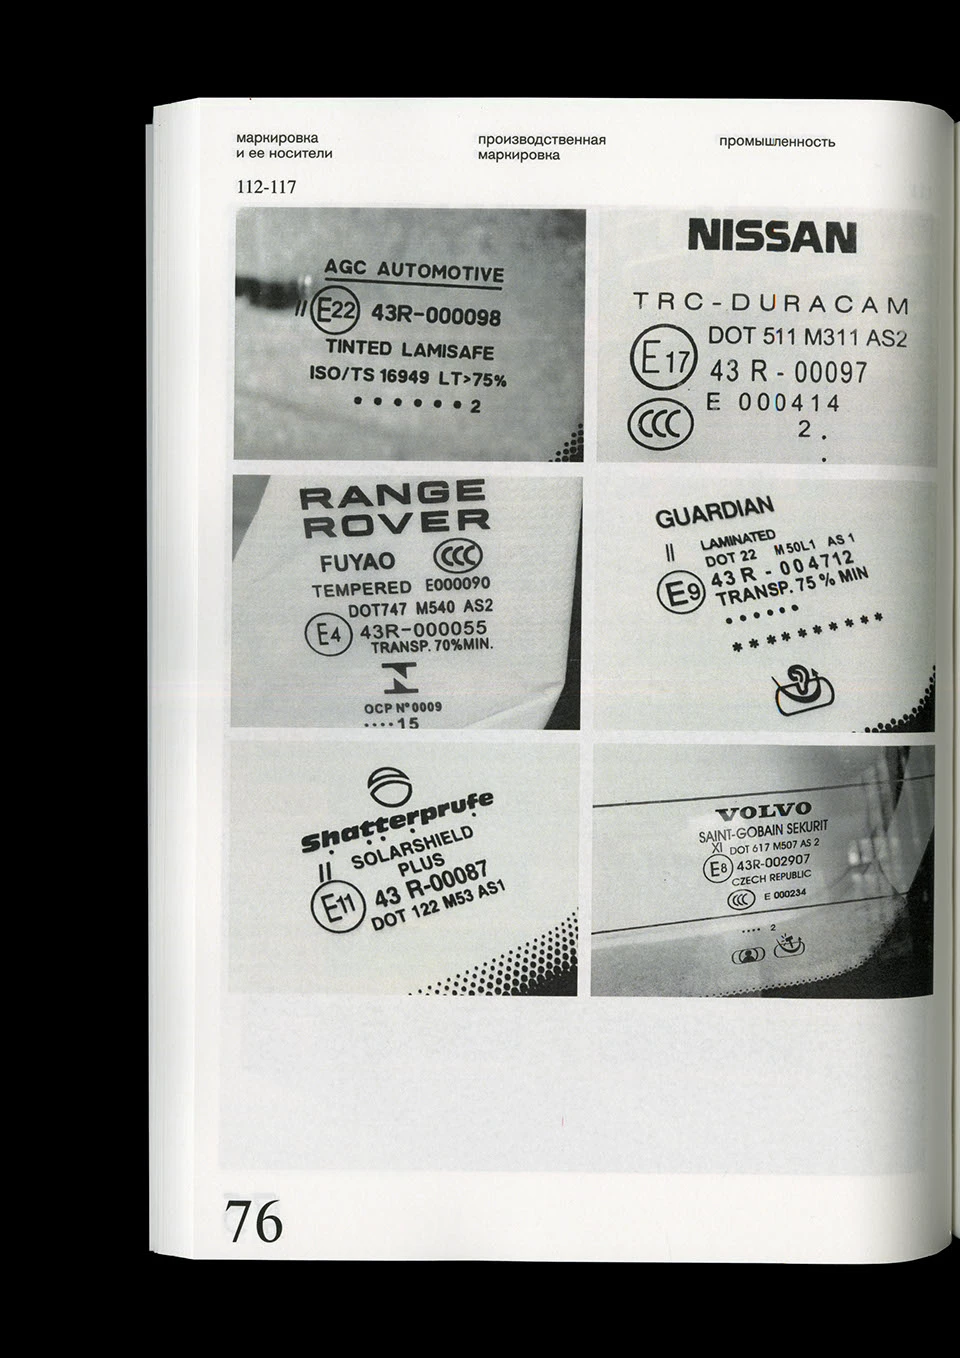 маркировка
и ее носители
производственная
маркировка
промышленность
112-117
AGC AUTOMOTIVE
II E22 43R-000098
TINTED LAMISAFE
ISO/TS 16949 LT>75%
• • • • • • 2
NISSAN
TRC-DURACAM
DOT 511 M311 AS2
E17 43 R - 00097
CCC E 000414
2 .
.
RANGE
ROVER
FUYAO CCC
TEMPERED E000090
DOT747 M540 AS2
E4 43R-000055
TRANSP. 70%MIN.
OCP N°0009
····15
GUARDIAN
II LAMINATED
DOT 22 M50L1 AS1
E9 43 R - 004712
TRANSP. 75 % MIN
• • • • • •
* * * * * * * * * *
Shatterprufe
II SOLARSHIELD
PLUS
E11 43 R-00087
DOT 122 M53 AS1
VOLVO
SAINT-GOBAIN SEKURIT
XI DOT 617 M507 AS 2
E8 43R-002907
CZECH REPUBLIC
CCC E 000234
.... 2
76